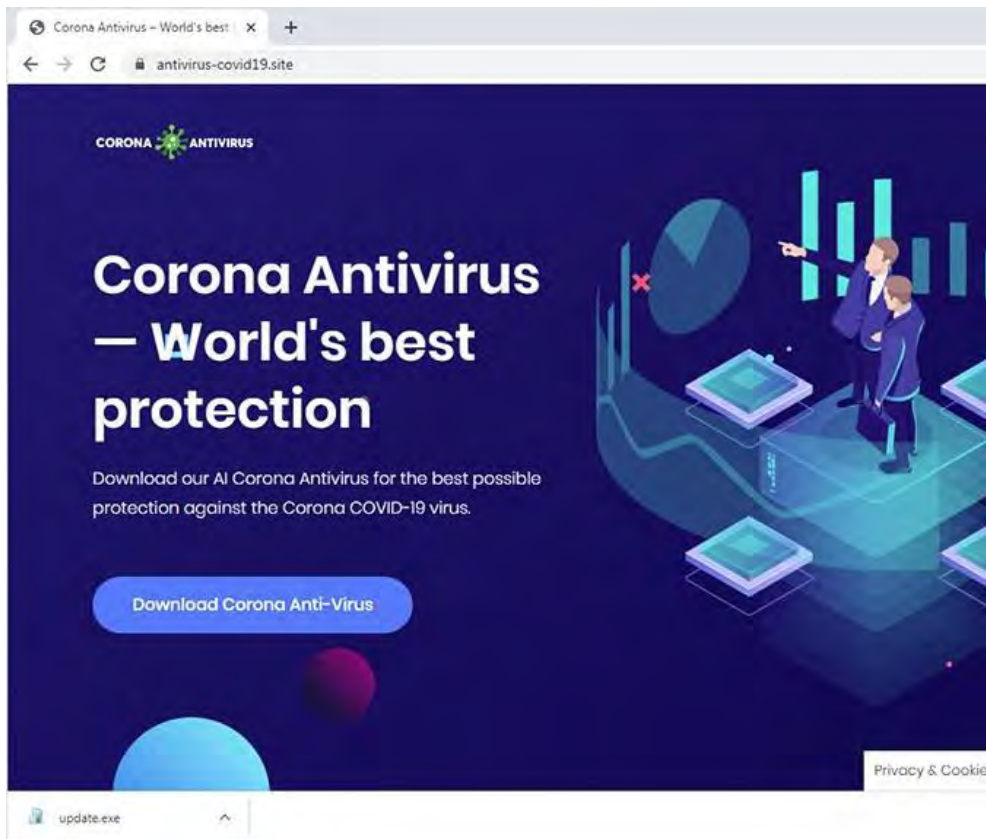 Corona Antivirus – World's best
antivirus-covid19.site
CORONA ANTIVIRUS
Corona Antivirus
— World's best
protection
Download our AI Corona Antivirus for the best possible
protection against the Corona COVID-19 virus.
Download Corona Anti-Virus
Privacy & Cookie
update.exe